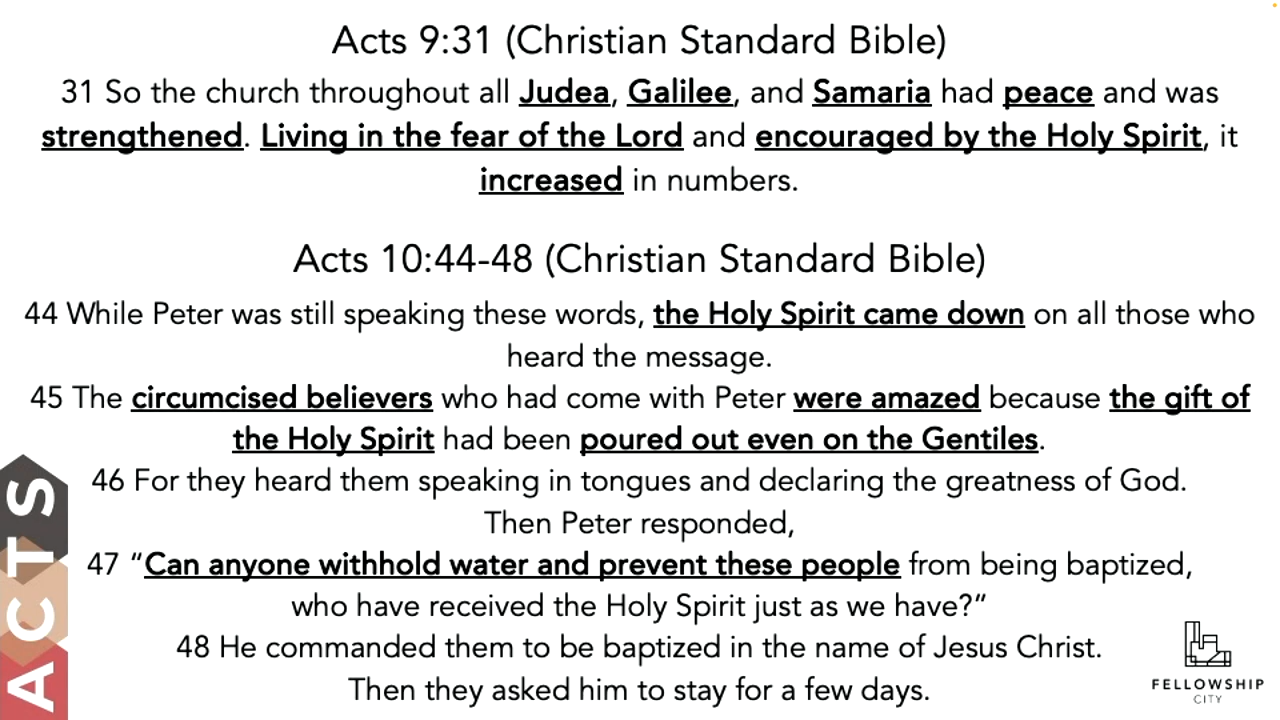 Acts 9:31 (Christian Standard Bible)
31 So the church throughout all Judea, Galilee, and Samaria had peace and was
strengthened. Living in the fear of the Lord and encouraged by the Holy Spirit, it
increased in numbers.
Acts 10:44-48 (Christian Standard Bible)
44 While Peter was still speaking these words, the Holy Spirit came down on all those who
heard the message.
45 The circumcised believers who had come with Peter were amazed because the gift of
the Holy Spirit had been poured out even on the Gentiles.
46 For they heard them speaking in tongues and declaring the greatness of God.
Then Peter responded,
47 “Can anyone withhold water and prevent these people from being baptized,
who have received the Holy Spirit just as we have?”
48 He commanded them to be baptized in the name of Jesus Christ.
Then they asked him to stay for a few days.
ACTS
FELLOWSHIP
CITY